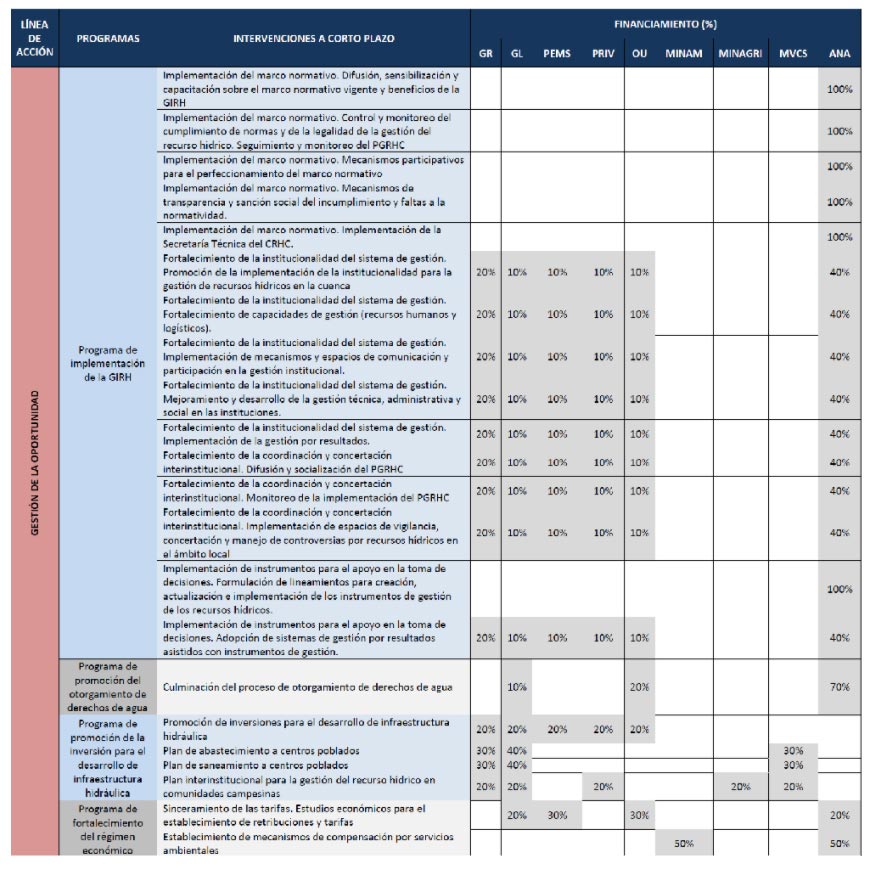 LÍNEA DE ACCIÓN PROGRAMAS INTERVENCIONES A CORTO PLAZO FINANCIAMIENTO (%)
GR GL PEMS PRIV OU MINAM MINAGRI MVCS ANA
GESTIÓN DE LA OPORTUNIDAD
Programa de
implementación
de la GIRH
Implementación del marco normativo. Difusión, sensibilización y
capacitación sobre el marco normativo vigente y beneficios de la
GIRH
100%
Implementación del marco normativo. Control y monitoreo del
cumplimiento de normas y de la legalidad de la gestión del
recurso hídrico. Seguimiento y monitoreo del PGRHC
100%
Implementación del marco normativo. Mecanismos participativos
para el perfeccionamiento del marco normativo
100%
Implementación del marco normativo. Mecanismos de
transparencia y sanción social del incumplimiento y faltas a la
normatividad.
100%
Implementación del marco normativo. Implementación de la
Secretaría Técnica del CRHC.
100%
Fortalecimiento de la institucionalidad del sistema de gestión.
Promoción de la implementación de la institucionalidad para la
gestión de recursos hídricos en la cuenca
20% 10% 10% 10% 10% 40%
Fortalecimiento de la institucionalidad del sistema de gestión.
Fortalecimiento de capacidades de gestión (recursos humanos y
logísticos).
20% 10% 10% 10% 10% 40%
Fortalecimiento de la institucionalidad del sistema de gestión.
Implementación de mecanismos y espacios de comunicación y
participación en la gestión institucional.
20% 10% 10% 10% 10% 40%
Fortalecimiento de la institucionalidad del sistema de gestión.
Mejoramiento y desarrollo de la gestión técnica, administrativa y
social en las instituciones.
20% 10% 10% 10% 10% 40%
Fortalecimiento de la institucionalidad del sistema de gestión.
Implementación de la gestión por resultados.
20% 10% 10% 10% 10% 40%
Fortalecimiento de la coordinación y concertación
interinstitucional. Difusión y socialización del PGRHC
20% 10% 10% 10% 10% 40%
Fortalecimiento de la coordinación y concertación
interinstitucional. Monitoreo de la implementación del PGRHC
20% 10% 10% 10% 10% 40%
Fortalecimiento de la coordinación y concertación
interinstitucional. Implementación de espacios de vigilancia,
concertación y manejo de controversias por recursos hídricos en
el ámbito local
20% 10% 10% 10% 10% 40%
Implementación de instrumentos para el apoyo en la toma de
decisiones. Formulación de lineamientos para creación,
actualización e implementación de los instrumentos de gestión
de los recursos hídricos.
100%
Implementación de instrumentos para el apoyo en la toma de
decisiones. Adopción de sistemas de gestión por resultados
asistidos con instrumentos de gestión.
20% 10% 10% 10% 10% 40%
Programa de
promoción del
otorgamiento de
derechos de agua
Culminación del proceso de otorgamiento de derechos de agua
10% 20% 70%
Programa de
promoción de la
inversión para el
desarrollo de
infraestructura
hidráulica
Promoción de inversiones para el desarrollo de infraestructura
hidráulica
20% 20% 20% 20% 20%
Plan de abastecimiento a centros poblados
30% 40% 30%
Plan de saneamiento a centros poblados
30% 40% 30%
Plan interinstitucional para la gestión del recurso hídrico en
comunidades campesinas
20% 20% 20% 20% 20%
Programa de
fortalecimiento
del régimen
económico
Sinceramiento de las tarifas. Estudios económicos para el
establecimiento de retribuciones y tarifas
20% 30% 30% 20%
Establecimiento de mecanismos de compensación por servicios
ambientales
50% 50%